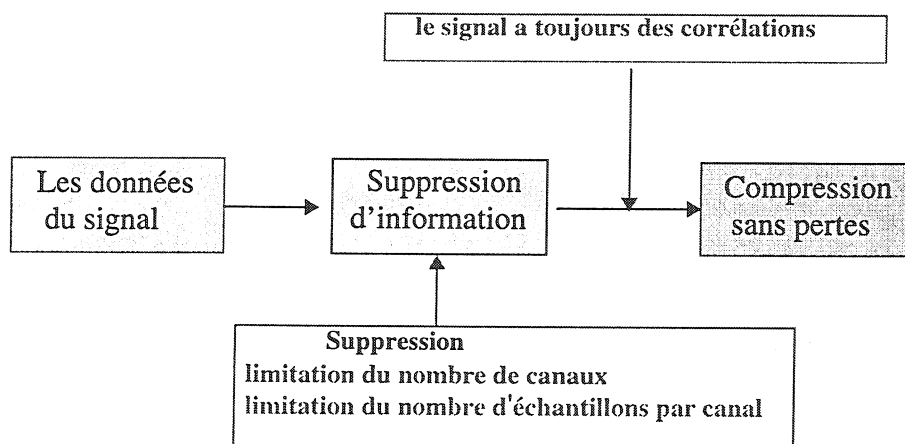 le signal a toujours des corrélations
Les données
du signal
Suppression
d'information
Compression
sans pertes
Suppression
limitation du nombre de canaux
limitation du nombre d'échantillons par canal